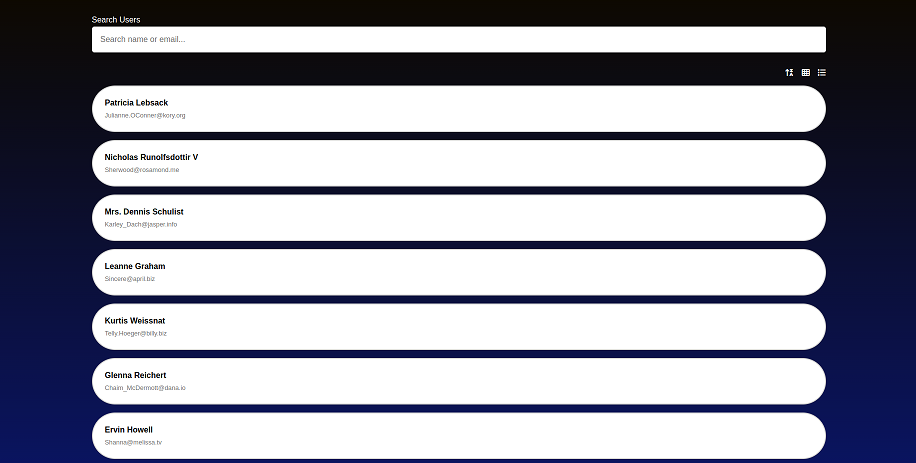 Search Users
Search name or email...
Patricia Lebsack
Julianne.OConner@kory.org
Nicholas Runolfsdottir V
Sherwood@rosamond.me
Mrs. Dennis Schulist
Karley_Dach@jasper.info
Leanne Graham
Sincere@april.biz
Kurtis Weissnat
Telly.Hoeger@billy.biz
Glenna Reichert
Chaim_McDermott@dana.io
Ervin Howell
Shanna@melissa.tv